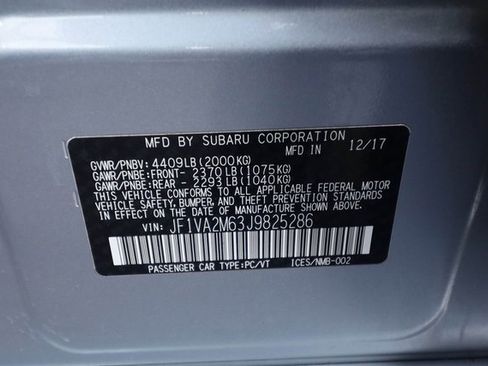 MFD BY SUBARU CORPORATION
MFD IN 12/17
GVWR/PNBV: 4409LB(2000KG)
GAWR/PNBE:FRONT- 2370LB(1075KG)
GAWR/PNBE:REAR - 2293LB(1040KG)
THIS VEHICLE CONFORMS TO ALL APPLICABLE FEDERAL MOTOR
VEHICLE SAFETY, BUMPER, AND THEFT PREVENTION STANDARDS
IN EFFECT ON THE DATE OF MANUFACTURE SHOWN ABOVE.
VIN: JF1VA2M63J9825286
PASSENGER CAR TYPE:PC/VT ICES/NMB-002